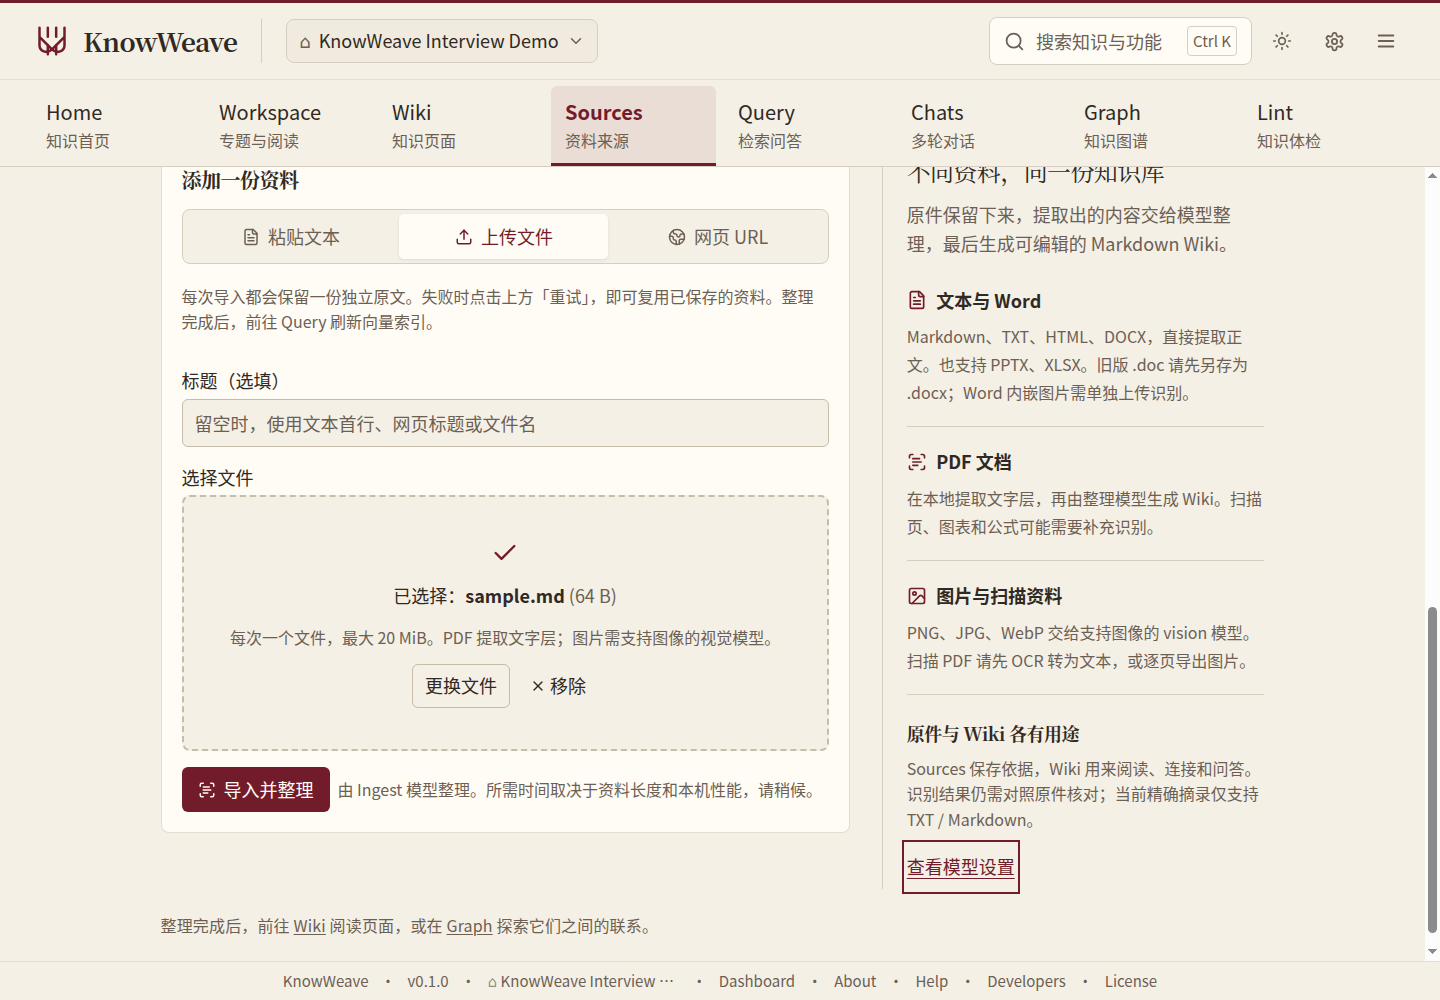 KnowWeave
KnowWeave Interview Demo
搜索知识与功能
Ctrl K
Home
知识首页
Workspace
专题与阅读
Wiki
知识页面
Sources
资料来源
Query
检索问答
Chats
多轮对话
Graph
知识图谱
Lint
知识体检
添加一份资料
粘贴文本
上传文件
网页 URL
每次导入都会保留一份独立原文。失败时点击上方「重试」，即可复用已保存的资料。整理
完成后，前往 Query 刷新向量索引。
标题（选填）
留空时，使用文本首行、网页标题或文件名
选择文件
已选择：sample.md (64 B)
每次一个文件，最大 20 MiB。PDF 提取文字层；图片需支持图像的视觉模型。
更换文件
× 移除
导入并整理
由 Ingest 模型整理。所需时间取决于资料长度和本机性能，请稍候。
不同资料，同一份知识库
原件保留下来，提取出的内容交给模型整
理，最后生成可编辑的 Markdown Wiki。
文本与 Word
Markdown、TXT、HTML、DOCX，直接提取正
文。也支持 PPTX、XLSX。旧版 .doc 请先另存为
.docx；Word 内嵌图片需单独上传识别。
PDF 文档
在本地提取文字层，再由整理模型生成 Wiki。扫描
页、图表和公式可能需要补充识别。
图片与扫描资料
PNG、JPG、WebP 交给支持图像的 vision 模型。
扫描 PDF 请先 OCR 转为文本，或逐页导出图片。
原件与 Wiki 各有用途
Sources 保存依据，Wiki 用来阅读、连接和问答。
识别结果仍需对照原件核对；当前精确摘录仅支持
TXT / Markdown。
查看模型设置
整理完成后，前往 Wiki 阅读页面，或在 Graph 探索它们之间的联系。
KnowWeave • v0.1.0 • ⌂ KnowWeave Interview ··· • Dashboard • About • Help • Developers • License